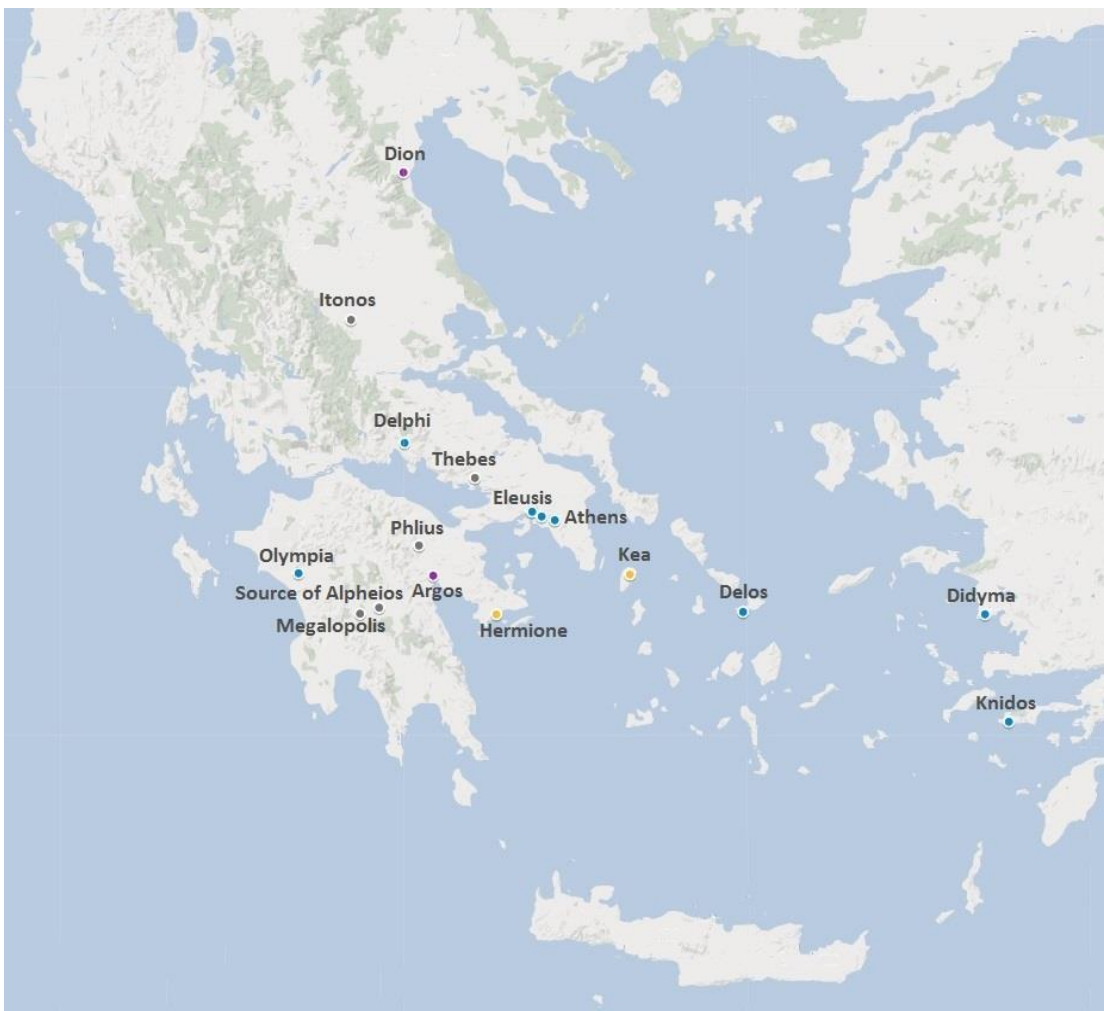 Dion
Itonos
Delphi
Thebes
Eleusis
Athens
Phlius
Kea
Olympia
Source of Alpheios
Argos
Delos
Didyma
Megalopolis
Hermione
Knidos